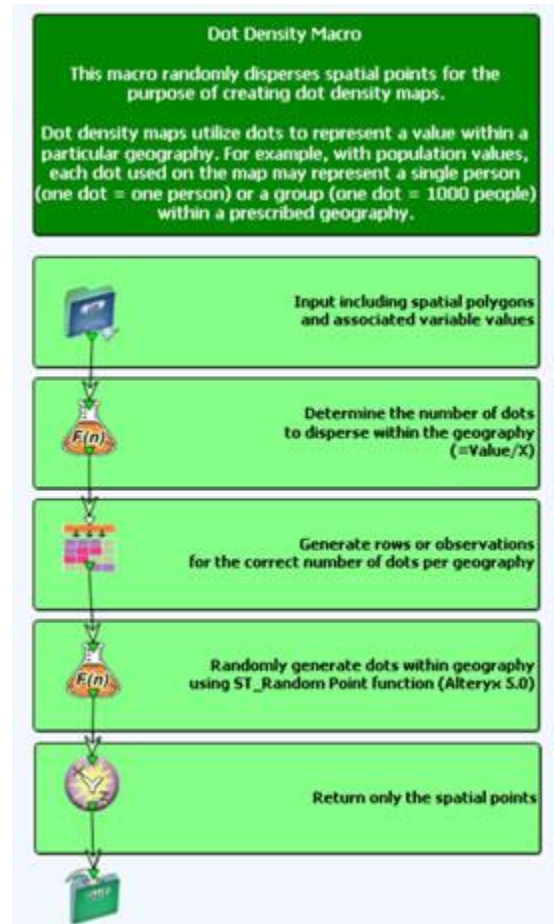 Dot Density Macro
This macro randomly disperses spatial points for the
purpose of creating dot density maps.
Dot density maps utilize dots to represent a value within a
particular geography. For example, with population values,
each dot used on the map may represent a single person
(one dot = one person) or a group (one dot = 1000 people)
within a prescribed geography.
Input including spatial polygons
and associated variable values
F(n)
Determine the number of dots
to disperse within the geography
(=Value/X)
Generate rows or observations
for the correct number of dots per geography
F(n)
Randomly generate dots within geography
using ST_Random Point function (Alteryx 5.0)
Return only the spatial points